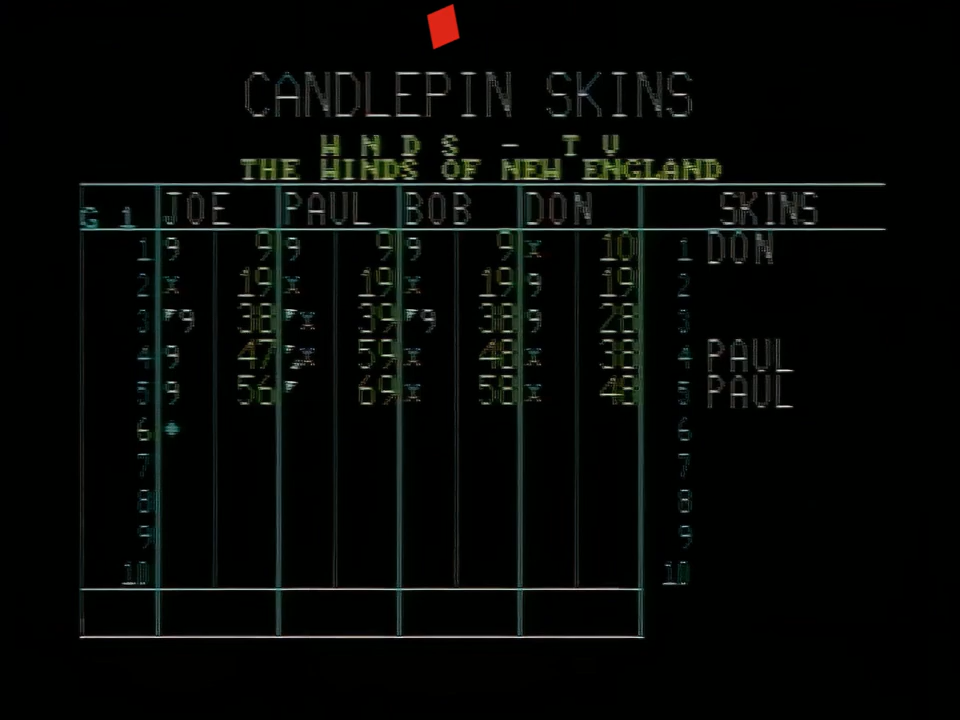 CANDLEPIN SKINS
W N D S - T V
THE WINDS OF NEW ENGLAND
G 1 JOE PAUL BOB DON SKINS
1 9 9 9 9 9 9 X 10 1 DON
2 X 19 X 19 X 19 9 19 2
3 9 38 X 39 9 38 9 28 3
4 9 47 X 59 X 48 X 38 4 PAUL
5 9 56 69 X 58 X 48 5 PAUL
6 6
7 7
8 8
9 9
10 10